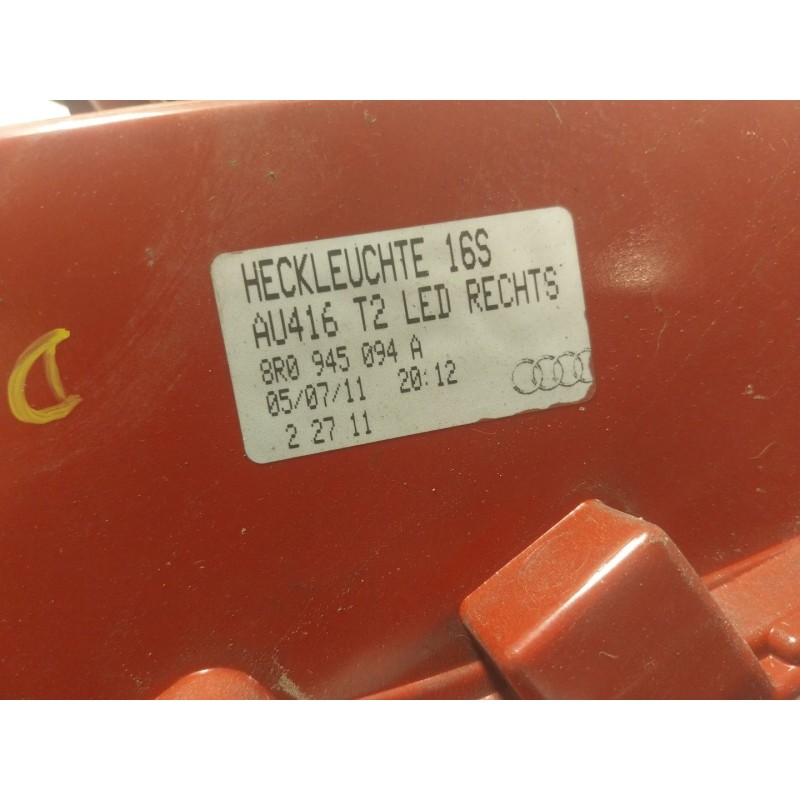 HECKLEUCHTE 16S
AU416 T2 LED RECHTS
8R0 945 094 A
05/07/11 20:12
2 27 11
D